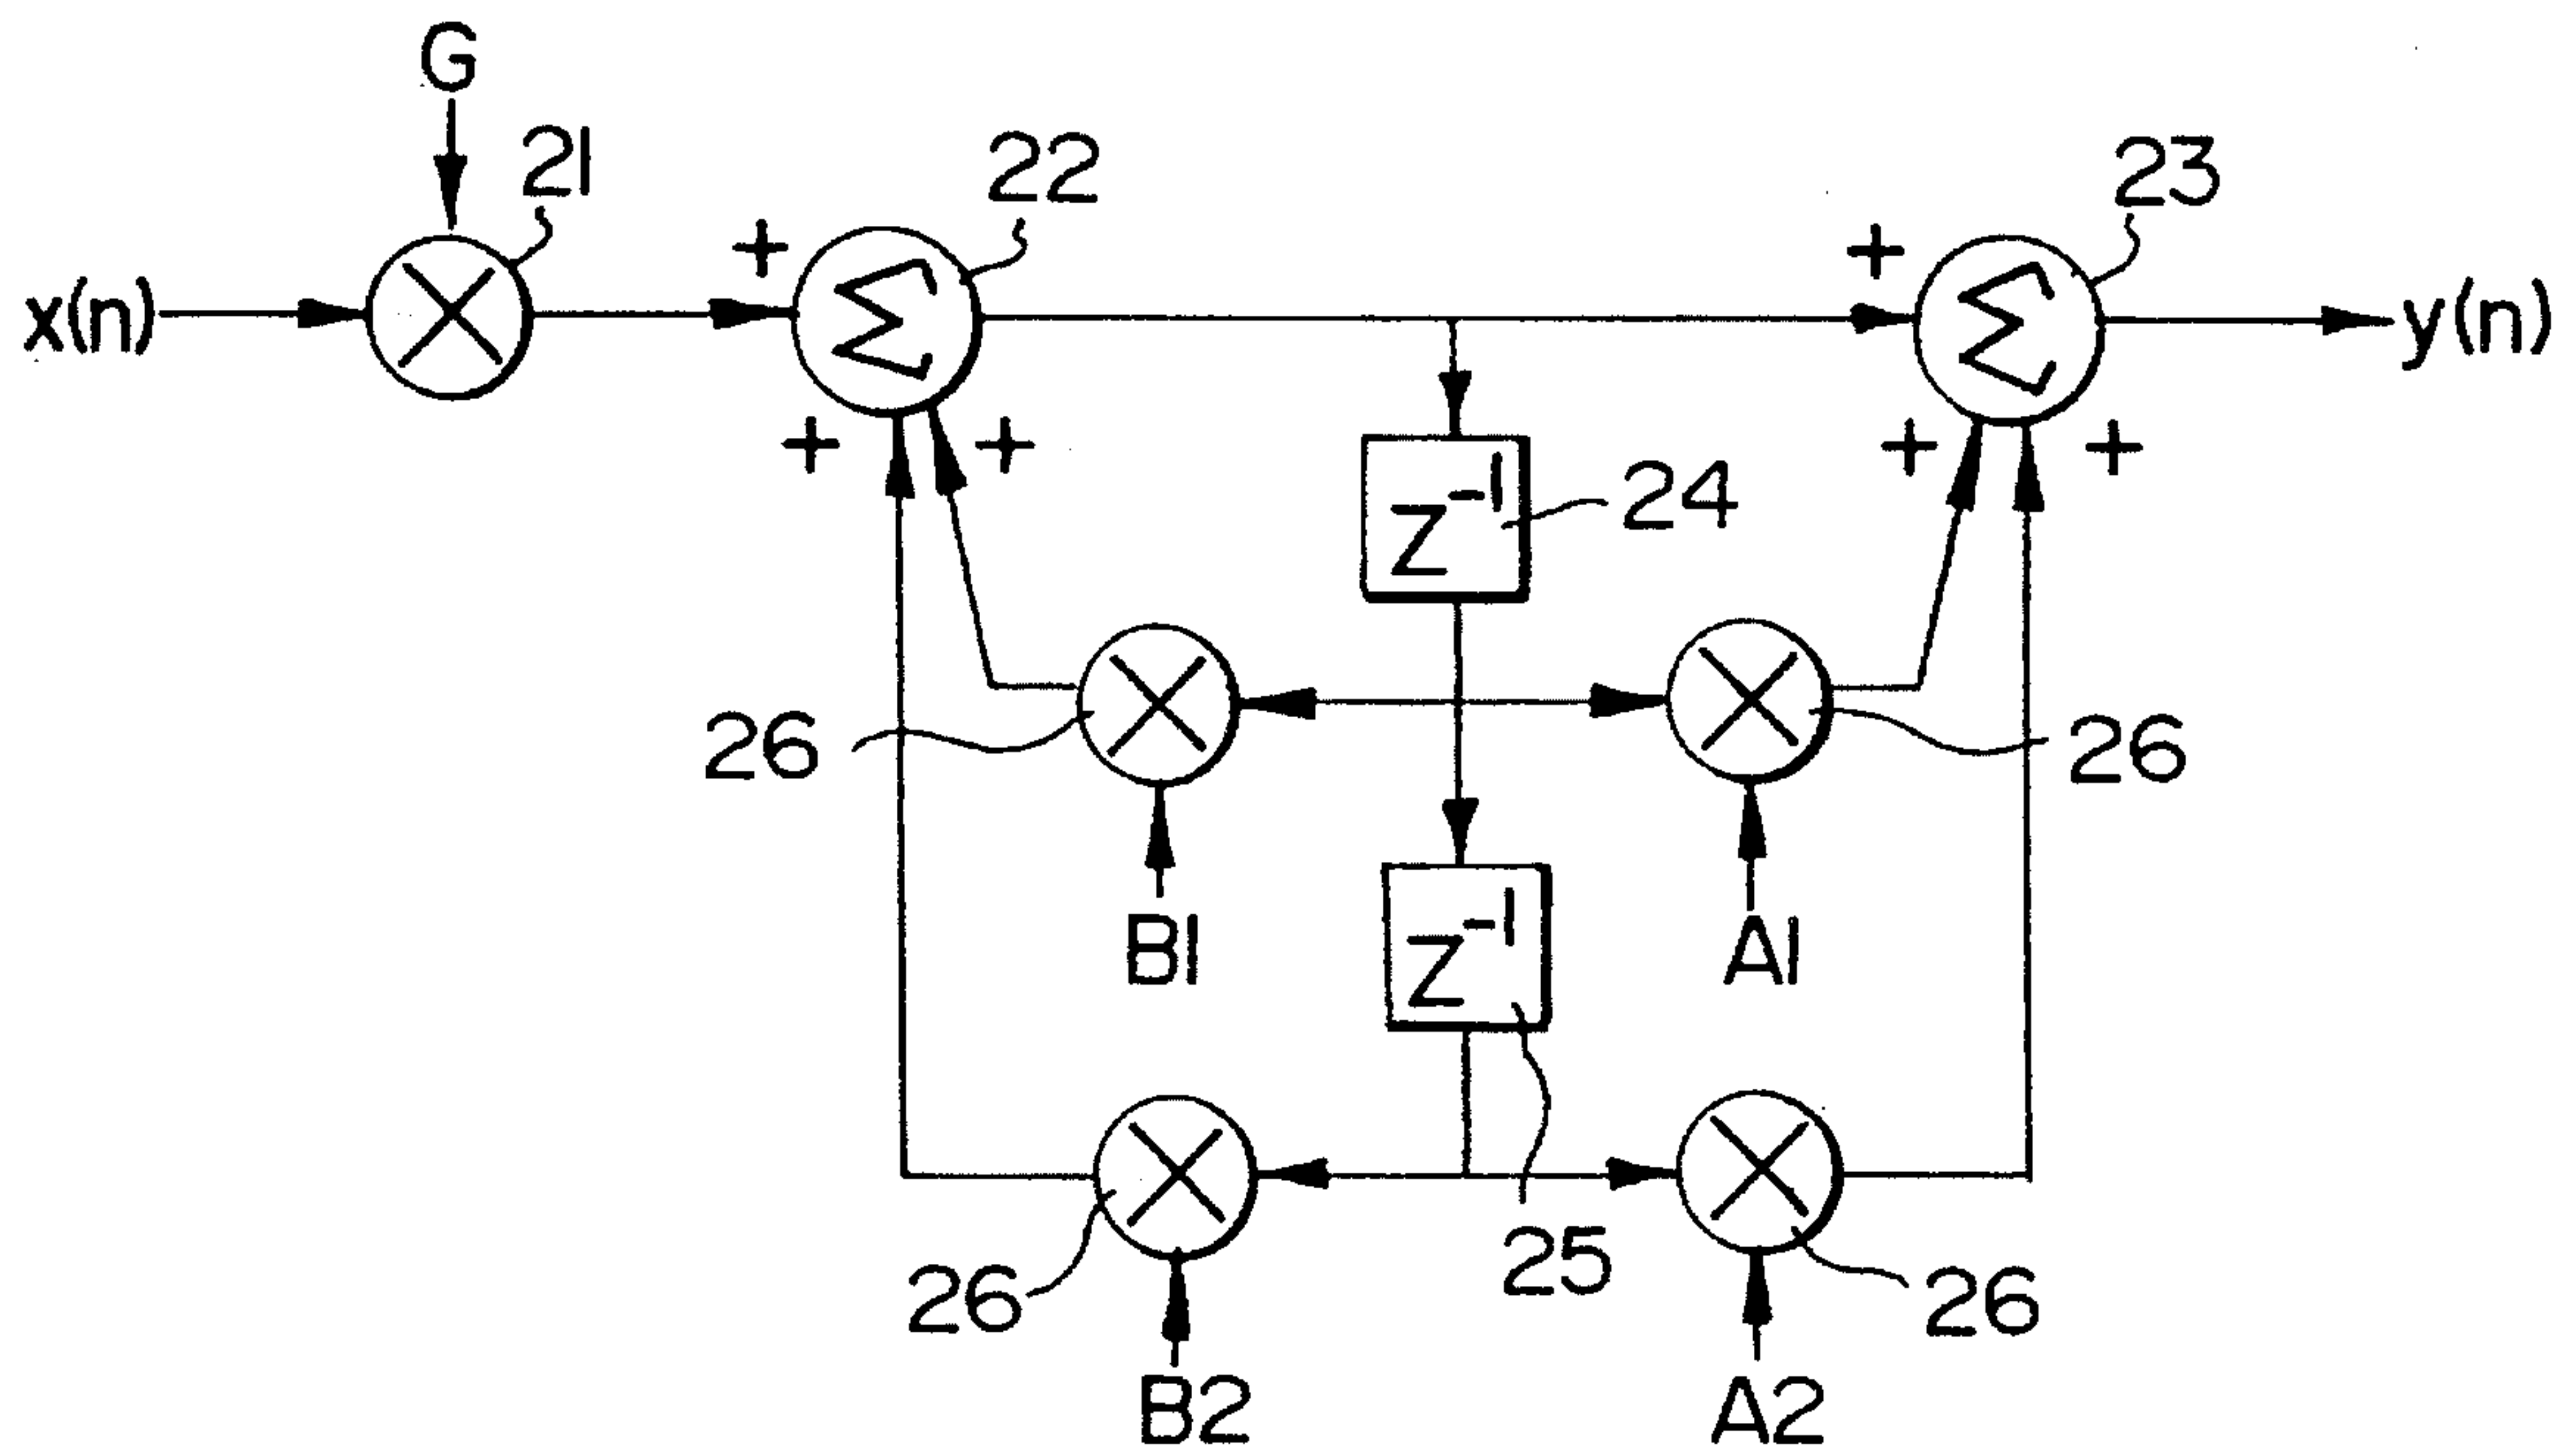 G
21
22
23
x(n)
+
Σ
+
Σ
y(n)
+
+
+
+
Z⁻¹
24
26
26
B1
A1
Z⁻¹
25
26
26
B2
A2